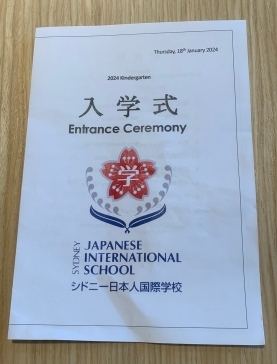 Thursday, 18th January 2024
2024 Kindergarten
入学式
Entrance Ceremony
学
SYDNEY
JAPANESE
INTERNATIONAL
SCHOOL
シドニー日本人国際学校